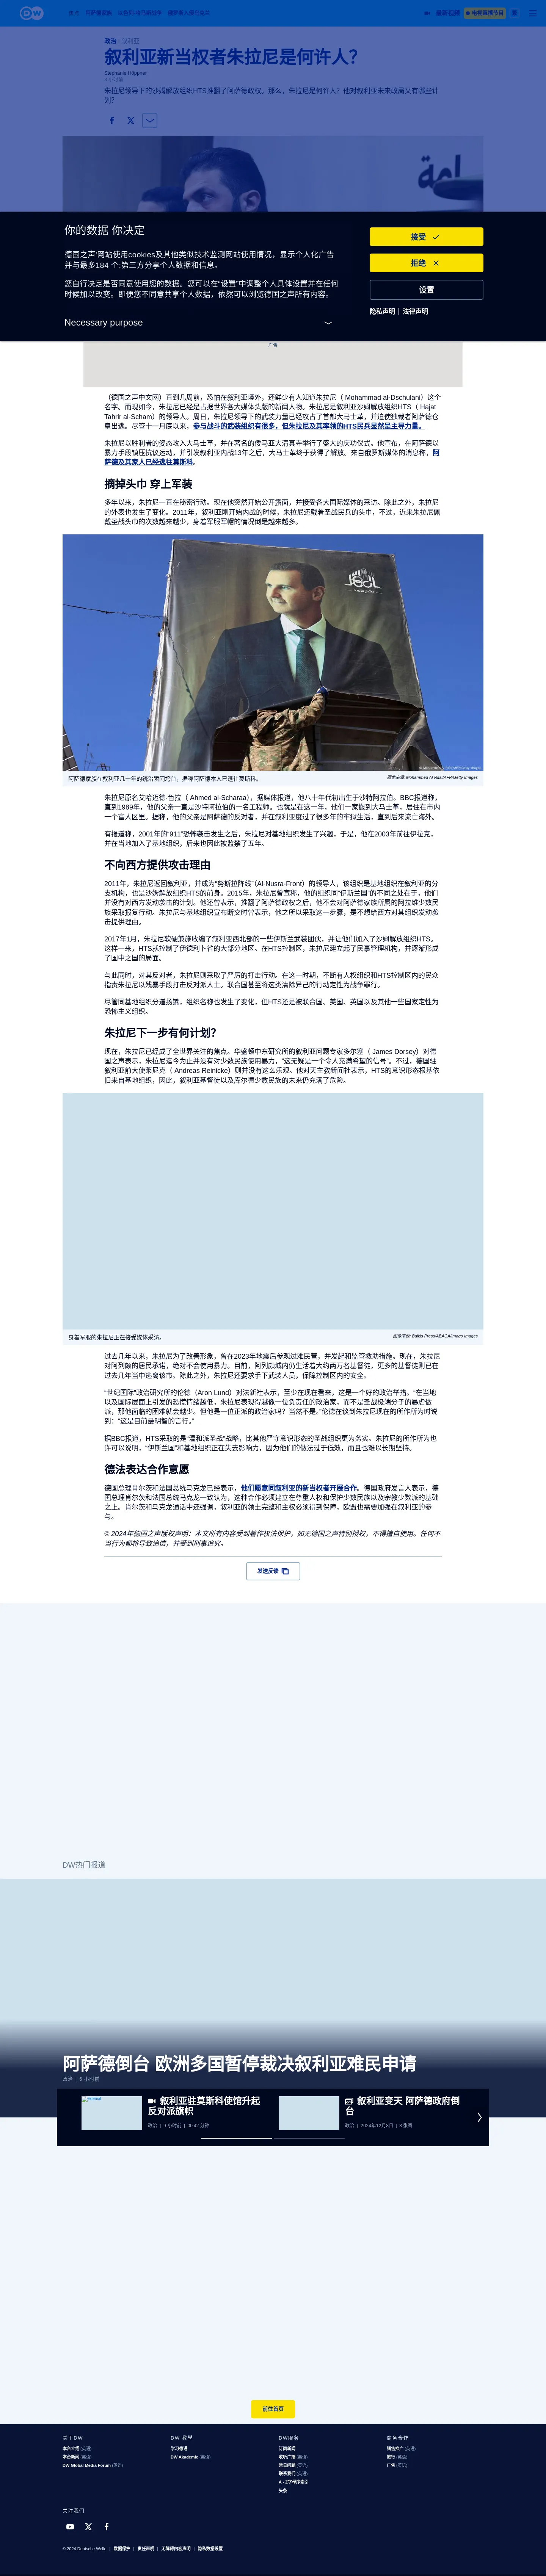 DW
最新视频
电视直播节目
政治 | 叙利亚
叙利亚新当权者朱拉尼是何许人?
Stephanie Höppner
3 小时前
朱拉尼领导下的沙姆解放组织HTS推翻了阿萨德政权。那么，朱拉尼是何许人？他对叙利亚未来政局又有哪些计
划？
你的数据 你决定
德国之声'网站使用cookies及其他类似技术监测网站使用情况，显示个人化广告
并与最多184 个;第三方分享个人数据和信息。
您自行决定是否同意使用您的数据。您可以在"设置"中调整个人具体设置并在任何
时候加以改变。即便您不同意共享个人数据，依然可以浏览德国之声所有内容。
Necessary purpose
接受
拒绝
设置
隐私声明 | 法律声明
广告
（德国之声中文网）直到几周前，恐怕在叙利亚境外，还鲜少有人知道朱拉尼（ Mohammad al-Dschulani）这个
名字。而现如今，朱拉尼已经是占据世界各大媒体头版的新闻人物。朱拉尼是叙利亚沙姆解放组织HTS（ Hajat
Tahrir al-Scham）的领导人。周日，朱拉尼领导下的武装力量已经攻占了首都大马士革，并迫使独裁者阿萨德仓
皇出逃。尽管十一月底以来，参与战斗的武装组织有很多，但朱拉尼及其率领的HTS民兵显然是主导力量。
朱拉尼以胜利者的姿态攻入大马士革，并在著名的倭马亚大清真寺举行了盛大的庆功仪式。他宣布，在阿萨德以
暴力手段镇压抗议运动，并引发叙利亚内战13年之后，大马士革终于获得了解放。来自俄罗斯媒体的消息称，阿
萨德及其家人已经逃往莫斯科。
摘掉头巾 穿上军装
多年以来，朱拉尼一直在秘密行动。现在他突然开始公开露面，并接受各大国际媒体的采访。除此之外，朱拉尼
的外表也发生了变化。2011年，叙利亚刚开始内战的时候，朱拉尼还戴着圣战民兵的头巾，不过，近来朱拉尼佩
戴圣战头巾的次数越来越少，身着军服军帽的情况倒是越来越多。
阿萨德家族在叙利亚几十年的统治瞬间垮台，据称阿萨德本人已逃往莫斯科。
图像来源: Mohammed Al-Rifai/AFP/Getty Images
朱拉尼原名艾哈迈德·色拉（ Ahmed al-Scharaa），据媒体报道，他八十年代初出生于沙特阿拉伯。BBC报道称，
直到1989年，他的父亲一直是沙特阿拉伯的一名工程师。也就是在这一年，他们一家搬到大马士革，居住在市内
一个富人区里。据称，他的父亲是阿萨德的反对者，并在叙利亚度过了很多年的牢狱生活，直到后来流亡海外。
有报道称，2001年的"911"恐怖袭击发生之后，朱拉尼对基地组织发生了兴趣，于是，他在2003年前往伊拉克，
并在当地加入了基地组织，后来也因此被监禁了五年。
不向西方提供攻击理由
2011年，朱拉尼返回叙利亚，并成为"努斯拉阵线"（Al-Nusra-Front）的领导人，该组织是基地组织在叙利亚的分
支机构，也是沙姆解放组织HTS的前身。2015年，朱拉尼曾宣称，他的组织同"伊斯兰国"的不同之处在于，他们
并没有对西方发动袭击的计划。他还曾表示，推翻了阿萨德政权之后，他不会对阿萨德家族所属的阿拉维少数民
族采取报复行动。朱拉尼与基地组织宣布断交时曾表示，他之所以采取这一步骤，是不想给西方对其组织发动袭
击提供理由。
2017年1月，朱拉尼软硬兼施收编了叙利亚西北部的一些伊斯兰武装团伙，并让他们加入了沙姆解放组织HTS。
这样一来，HTS就控制了伊德利卜省的大部分地区。在HTS控制区，朱拉尼建立起了民事管理机构，并逐渐形成
了国中之国的局面。
与此同时，对其反对者，朱拉尼则采取了严厉的打击行动。在这一时期，不断有人权组织和HTS控制区内的民众
指责朱拉尼以残暴手段打击反对派人士。联合国甚至将这类清除异己的行动定性为战争罪行。
尽管同基地组织分道扬镳，组织名称也发生了变化，但HTS还是被联合国、美国、英国以及其他一些国家定性为
恐怖主义组织。
朱拉尼下一步有何计划?
现在，朱拉尼已经成了全世界关注的焦点。华盛顿中东研究所的叙利亚问题专家多尔塞（ James Dorsey）对德
国之声表示，朱拉尼迄今为止并没有对少数民族使用暴力，"这无疑是一个令人充满希望的信号"。不过，德国驻
叙利亚前大使莱尼克（ Andreas Reinicke）则并没有这么乐观。他对天主教新闻社表示，HTS的意识形态根基依
旧来自基地组织，因此，叙利亚基督徒以及库尔德少数民族的未来仍充满了危险。
身着军服的朱拉尼正在接受媒体采访。
图像来源: Balkis Press/ABACA/imago images
过去几年以来，朱拉尼为了改善形象，曾在2023年地震后参观过难民营，并发起和监管救助措施。现在，朱拉尼
对阿列颇的居民承诺，绝对不会使用暴力。目前，阿列颇城内仍生活着大约两万名基督徒，更多的基督徒则已在
过去几年当中逃离该市。除此之外，朱拉尼还要求手下武装人员，保障控制区内的安全。
"世纪国际"政治研究所的伦德（Aron Lund）对法新社表示，至少在现在看来，这是一个好的政治举措。"在当地
以及国际层面上引发的恐慌情绪越低，朱拉尼表现得越像一位负责任的政治家，而不是圣战极端分子的暴虐做
派，那他面临的困难就会越少。但他是一位正派的政治家吗？当然不是。"伦德在谈到朱拉尼现在的所作所为时说
到："这是目前最明智的言行。"
据BBC报道，HTS采取的是"温和派圣战"战略，比其他严守意识形态的圣战组织更为务实。朱拉尼的所作所为也
许可以说明，"伊斯兰国"和基地组织正在失去影响力，因为他们的做法过于低效，而且也难以长期坚持。
德法表达合作意愿
德国总理肖尔茨和法国总统马克龙已经表示，他们愿意同叙利亚的新当权者开展合作。德国政府发言人表示，德
国总理肖尔茨和法国总统马克龙一致认为，这种合作必须建立在尊重人权和保护少数民族以及宗教少数派的基础
之上。肖尔茨和马克龙通话中还强调，叙利亚的领土完整和主权必须得到保障，欧盟也需要加强在叙利亚的参
与。
© 2024年德国之声版权声明：本文所有内容受到著作权法保护，如无德国之声特别授权，不得擅自使用。任何不
当行为都将导致追偿，并受到刑事追究。
发送反馈
DW热门报道
阿萨德倒台 欧洲多国暂停裁决叙利亚难民申请
政治 | 6 小时前
叙利亚驻莫斯科使馆升起
反对派旗帜
政治 | 9 小时前 | 00:42 分钟
叙利亚变天 阿萨德政府倒
台
政治 | 2024年12月8日 | 8 张图
前往首页
关于DW
本台介绍 (英语)
本台新闻 (英语)
DW Global Media Forum (英语)
DW 教学
学习德语
DW Akademie (英语)
DW服务
订阅新闻
收听广播 (英语)
常见问题 (英语)
联系我们 (英语)
A - Z字母序索引
头条
商务合作
销售推广 (英语)
旅行 (英语)
广告 (英语)
关注我们
© 2024 Deutsche Welle | 数据保护 | 责任声明 | 无障碍内容声明 | 隐私数据设置